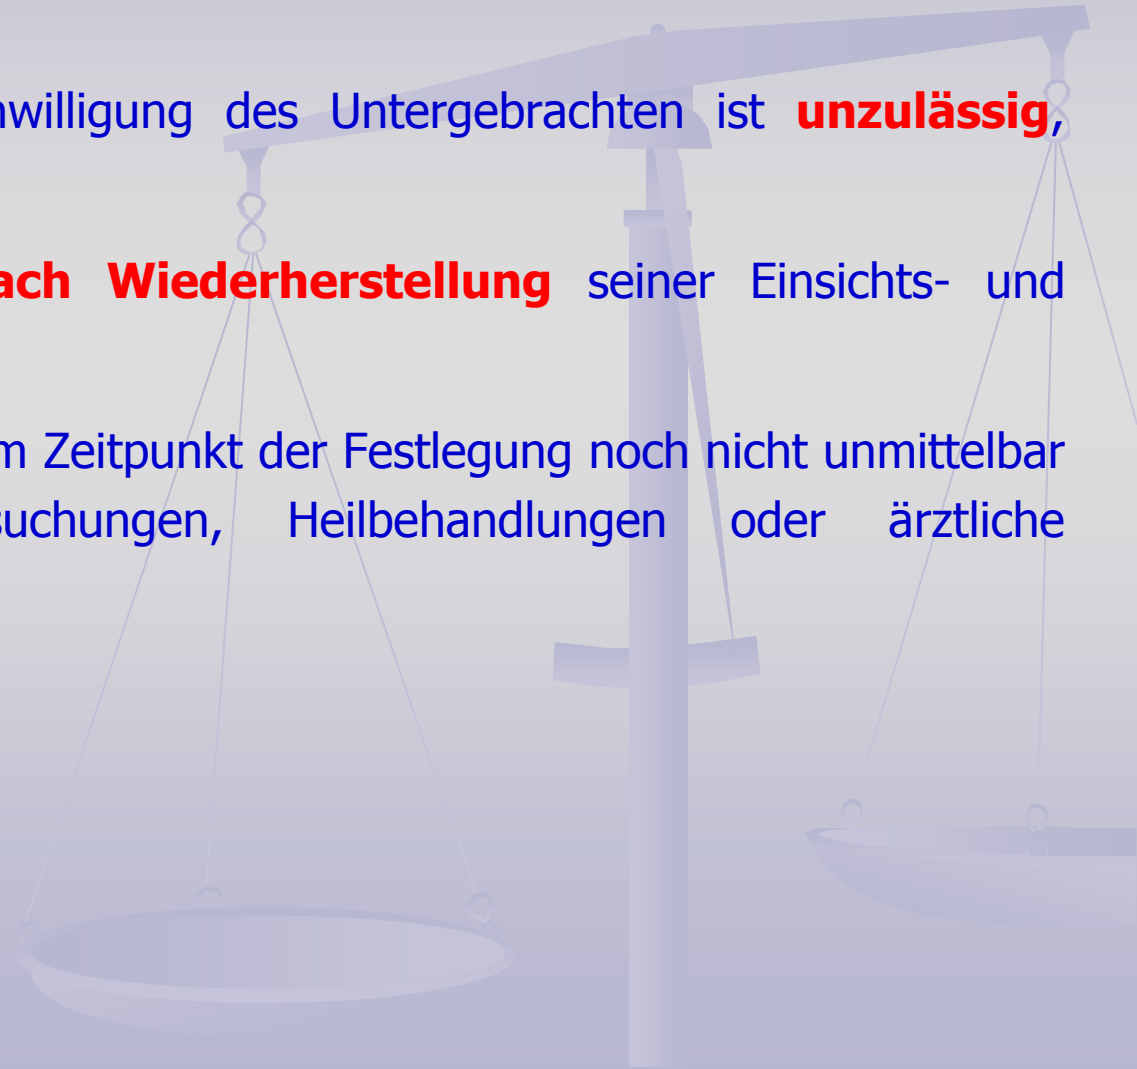 nwilligung des Untergebrachten ist unzulässig,
ach Wiederherstellung seiner Einsichts- und
m Zeitpunkt der Festlegung noch nicht unmittelbar
suchungen, Heilbehandlungen oder ärztliche